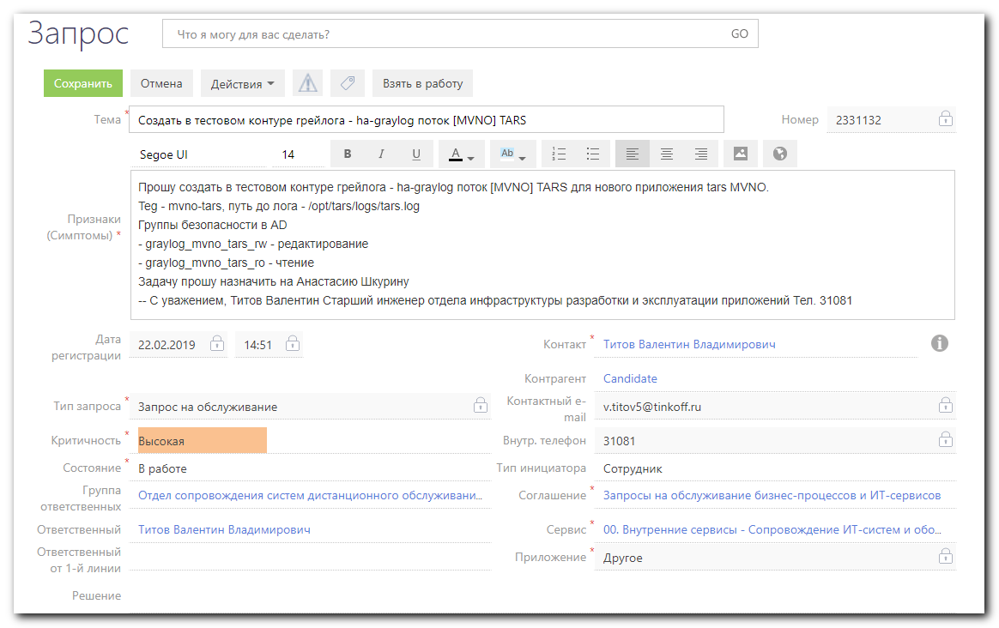 Запрос
Что я могу для вас сделать?
GO
Сохранить
Отмена
Действия
Взять в работу
Тема *
Создать в тестовом контуре грейлога - ha-graylog поток [MVNO] TARS
Номер
2331132
Segoe UI
14
B I U A Ab
Признаки
(Симптомы) *
Прошу создать в тестовом контуре грейлога - ha-graylog поток [MVNO] TARS для нового приложения tars MVNO.
Teg - mvno-tars, путь до лога - /opt/tars/logs/tars.log
Группы безопасности в AD
- graylog_mvno_tars_rw - редактирование
- graylog_mvno_tars_ro - чтение
Задачу прошу назначить на Анастасию Шкурину
-- С уважением, Титов Валентин Старший инженер отдела инфраструктуры разработки и эксплуатации приложений Тел. 31081
Дата
регистрации
22.02.2019
14:51
Контакт *
Титов Валентин Владимирович
Контрагент
Candidate
Тип запроса *
Запрос на обслуживание
Контактный e-
mail
v.titov5@tinkoff.ru
Критичность *
Высокая
Внутр. телефон
31081
Состояние *
В работе
Тип инициатора
Сотрудник
Группа
ответственных
Отдел сопровождения систем дистанционного обслуживани...
Соглашение *
Запросы на обслуживание бизнес-процессов и ИТ-сервисов
Ответственный
Титов Валентин Владимирович
Сервис *
00. Внутренние сервисы - Сопровождение ИТ-систем и обо...
Ответственный
от 1-й линии
Приложение *
Другое
Решение